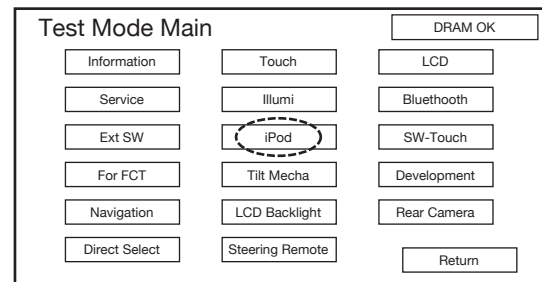 Test Mode Main DRAM OK
Information Touch LCD
Service Illumi Bluethooth
Ext SW iPod SW-Touch
For FCT Tilt Mecha Development
Navigation LCD Backlight Rear Camera
Direct Select Steering Remote Return